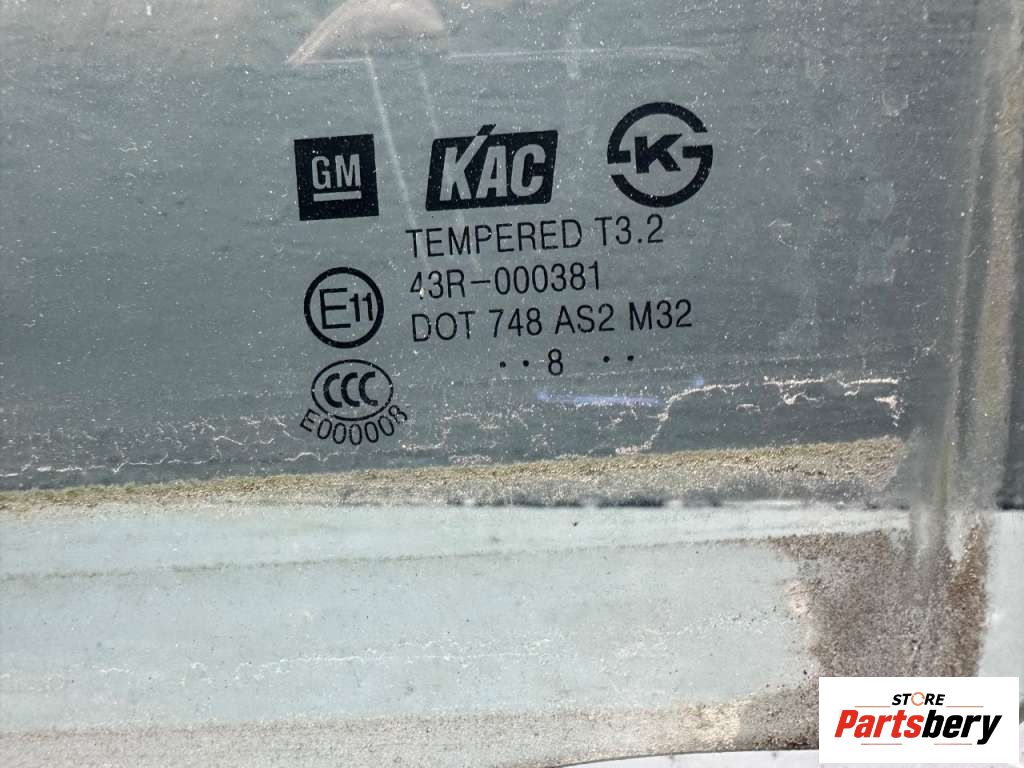 GM KAC K
TEMPERED T3.2
43R-000381
E11
DOT 748 AS2 M32
.. 8 ..
CCC
E000008
STORE
Partsbery